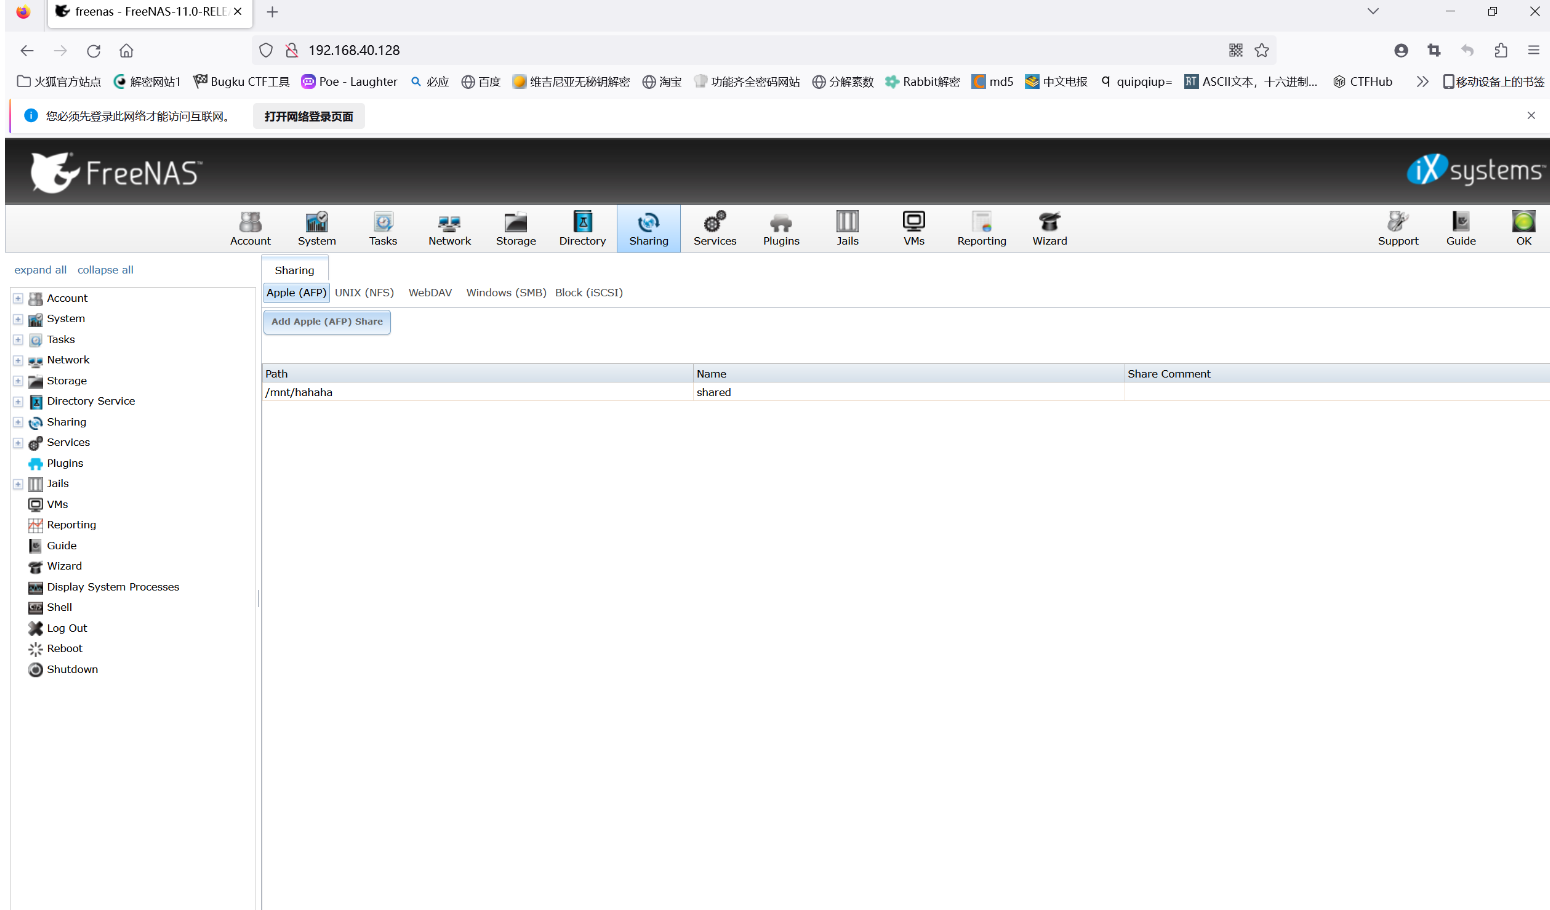 freenas - FreeNAS-11.0-RELE
192.168.40.128
火狐官方站点 解密网站1 Bugku CTF工具 Poe - Laughter 必应 百度 维吉尼亚无秘钥解密 淘宝 功能齐全密码网站 分解素数 Rabbit解密 md5 中文电报 quipqiup= ASCII文本，十六进制... CTFHub 移动设备上的书签
您必须先登录此网络才能访问互联网。 打开网络登录页面
FreeNAS™ iXsystems™
Account System Tasks Network Storage Directory Sharing Services Plugins Jails VMs Reporting Wizard Support Guide OK
expand all collapse all
Sharing
Apple (AFP) UNIX (NFS) WebDAV Windows (SMB) Block (iSCSI)
Add Apple (AFP) Share
Path Name Share Comment
/mnt/hahaha shared
Account
System
Tasks
Network
Storage
Directory Service
Sharing
Services
Plugins
Jails
VMs
Reporting
Guide
Wizard
Display System Processes
Shell
Log Out
Reboot
Shutdown